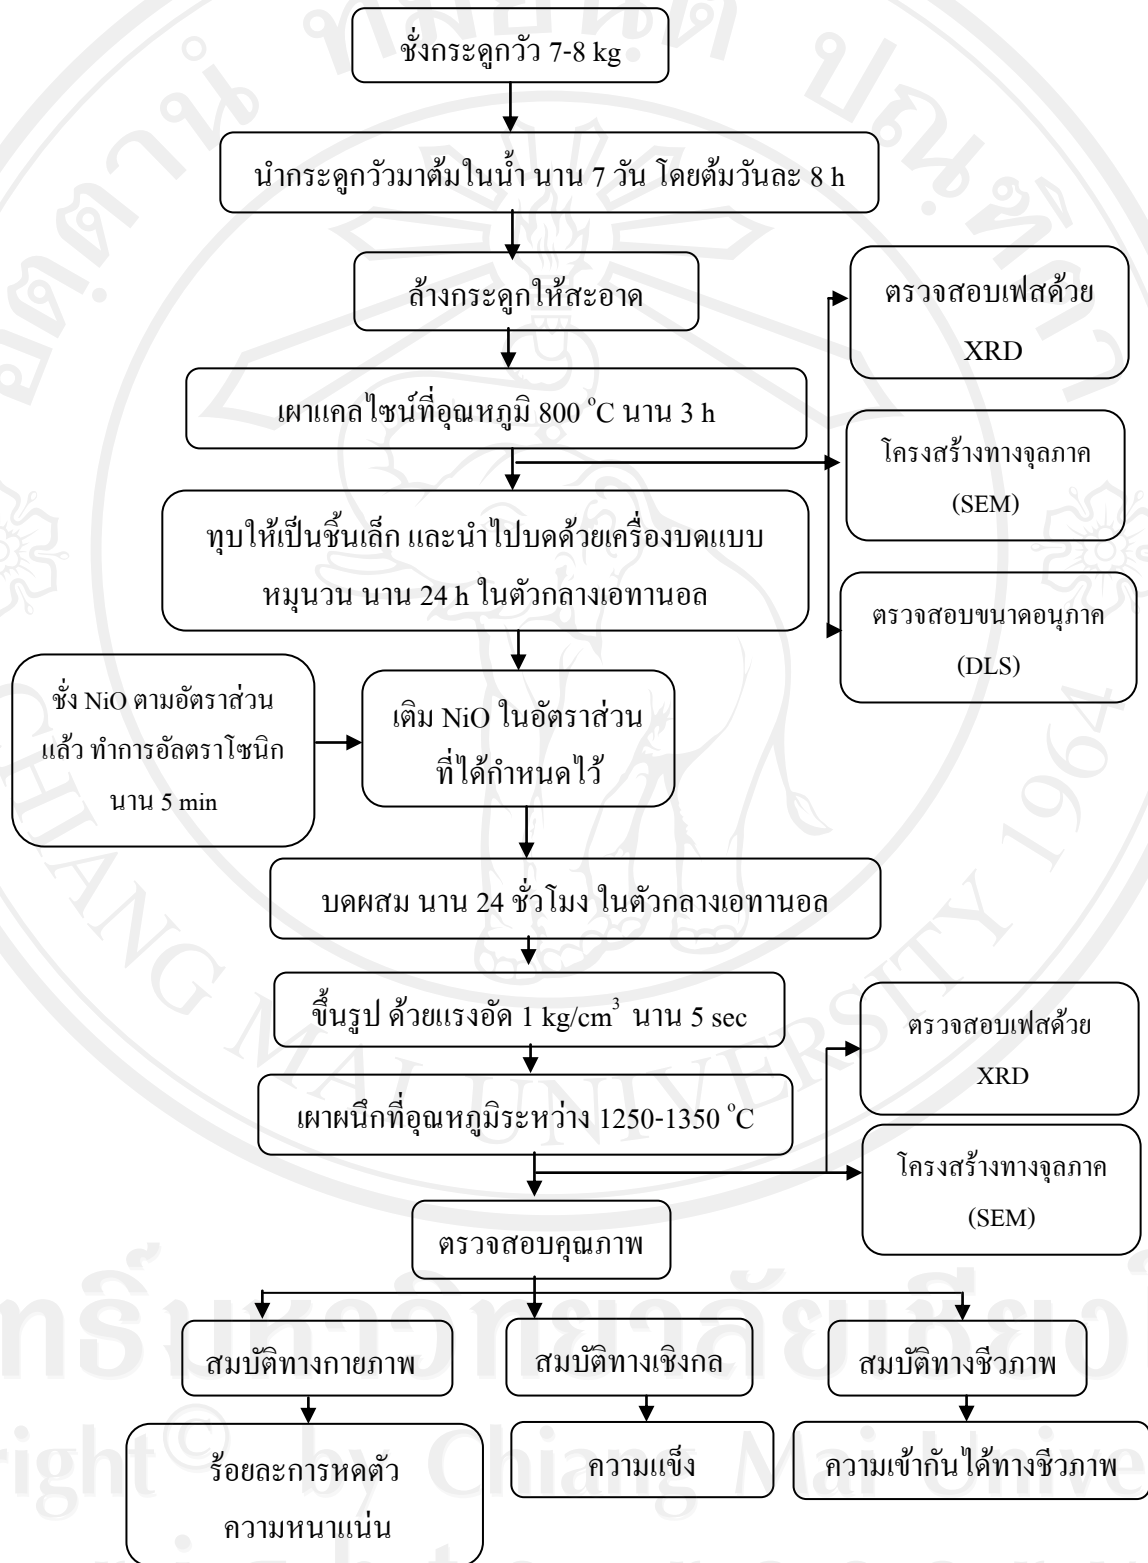 ชั่งกระดูกวัว 7-8 kg
นำกระดูกวัวมาต้มในน้ำ นาน 7 วัน โดยต้มวันละ 8 h
ล้างกระดูกให้สะอาด
ตรวจสอบเฟสด้วย
XRD
เผาแคลไซน์ที่อุณหภูมิ 800 °C นาน 3 h
โครงสร้างทางจุลภาค
(SEM)
ทุบให้เป็นชิ้นเล็ก และนำไปบดด้วยเครื่องบดแบบ
หมุนวน นาน 24 h ในตัวกลางเอทานอล
ตรวจสอบขนาดอนุภาค
(DLS)
ชั่ง NiO ตามอัตราส่วน
แล้ว ทำการอัลตราโซนิก
นาน 5 min
เติม NiO ในอัตราส่วน
ที่ได้กำหนดไว้
บดผสม นาน 24 ชั่วโมง ในตัวกลางเอทานอล
ขึ้นรูป ด้วยแรงอัด 1 kg/cm³ นาน 5 sec
ตรวจสอบเฟสด้วย
XRD
เผาผนึกที่อุณหภูมิระหว่าง 1250-1350 °C
โครงสร้างทางจุลภาค
(SEM)
ตรวจสอบคุณภาพ
สมบัติทางกายภาพ
สมบัติทางเชิงกล
สมบัติทางชีวภาพ
ร้อยละการหดตัว
ความหนาแน่น
ความแข็ง
ความเข้ากันได้ทางชีวภาพ
CHIANG MAI UNIVERSITY 1964
right © by Chiang Mai Unive